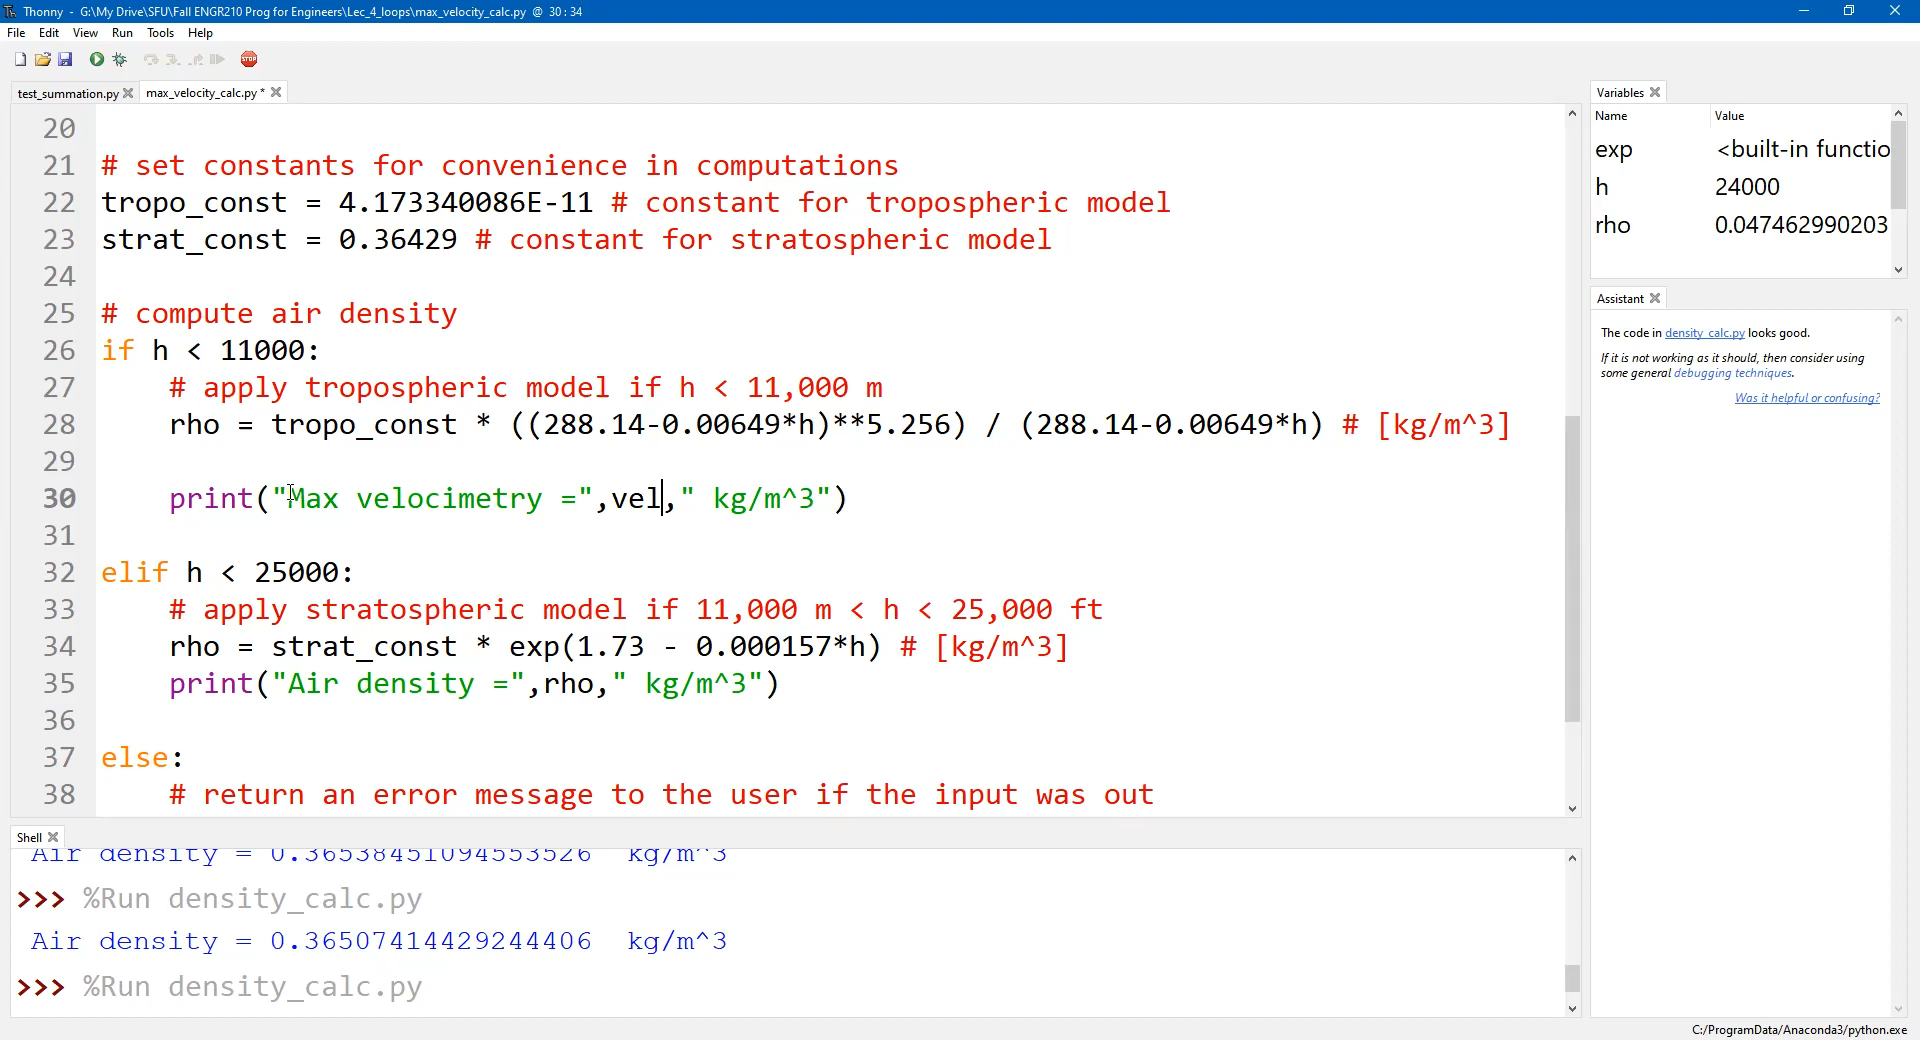 Thonny - G:\My Drive\SFU\Fall ENGR210 Prog for Engineers\Lec_4_loops\max_velocity_calc.py @ 30 : 34
File Edit View Run Tools Help
STOP
test_summation.py
max_velocity_calc.py *
20
21 # set constants for convenience in computations
22 tropo_const = 4.173340086E-11 # constant for tropospheric model
23 strat_const = 0.36429 # constant for stratospheric model
24
25 # compute air density
26 if h < 11000:
27     # apply tropospheric model if h < 11,000 m
28     rho = tropo_const * ((288.14-0.00649*h)**5.256) / (288.14-0.00649*h) # [kg/m^3]
29
30     print("Max velocimetry =",vel," kg/m^3")
31
32 elif h < 25000:
33     # apply stratospheric model if 11,000 m < h < 25,000 ft
34     rho = strat_const * exp(1.73 - 0.000157*h) # [kg/m^3]
35     print("Air density =",rho," kg/m^3")
36
37 else:
38     # return an error message to the user if the input was out
Shell
Air density = 0.365384510945535​26 kg/m^3
>>> %Run density_calc.py
Air density = 0.36507414429244406 kg/m^3
>>> %Run density_calc.py
Variables
Name Value
exp <built-in functio
h 24000
rho 0.047462990203
Assistant
The code in density_calc.py looks good.
If it is not working as it should, then consider using
some general debugging techniques.
Was it helpful or confusing?
C:/ProgramData/Anaconda3/python.exe